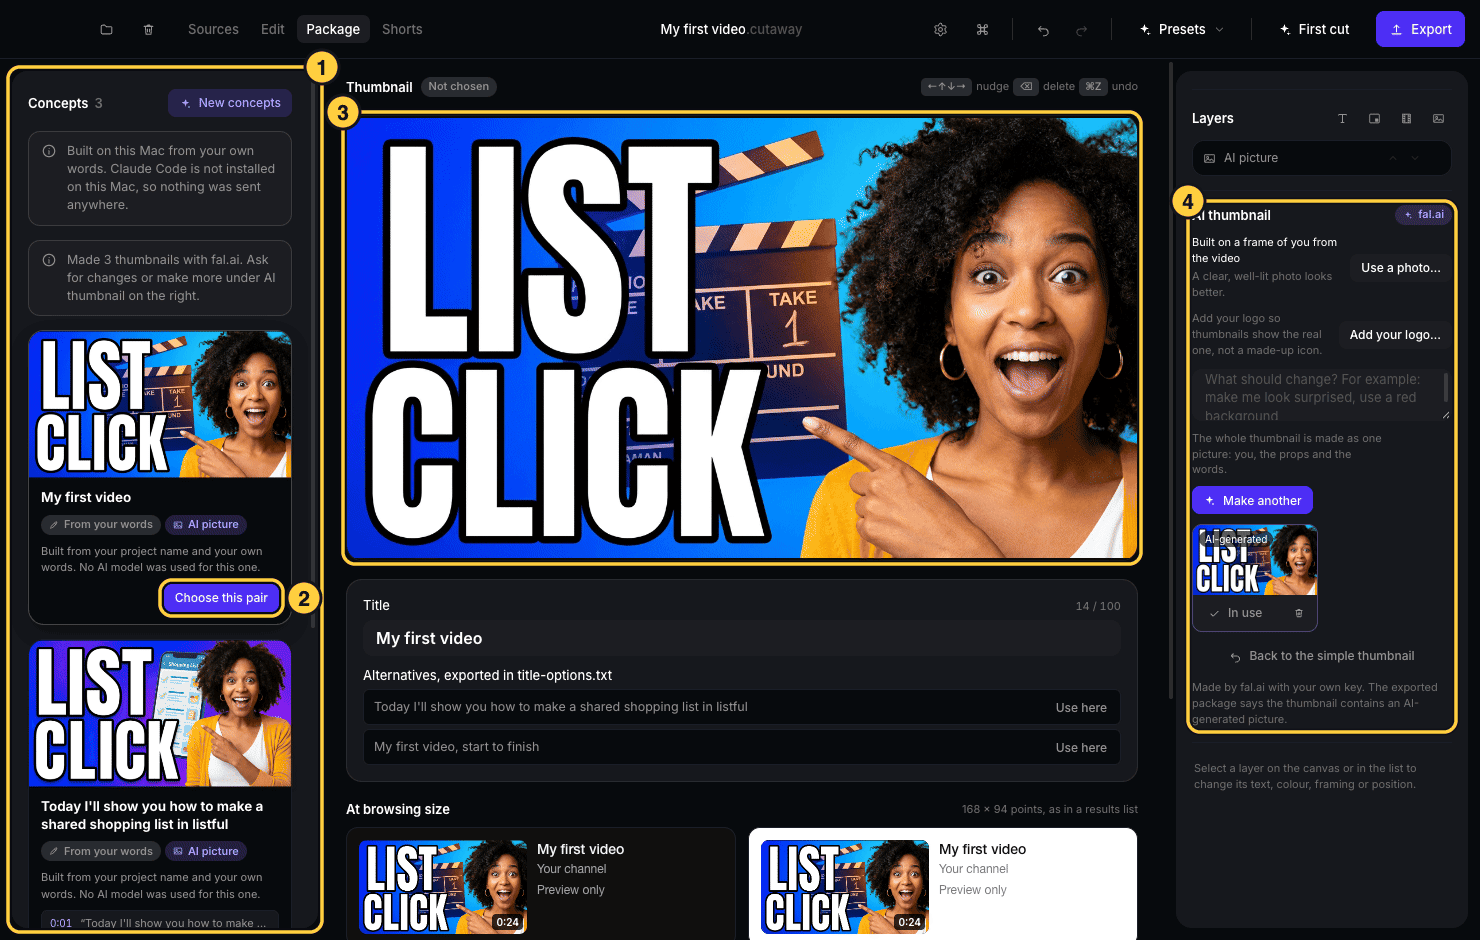 Sources
Edit
Package
Shorts
My first video.cutaway
Presets
First cut
Export
1
Concepts 3
New concepts
Built on this Mac from your own
words. Claude Code is not installed
on this Mac, so nothing was sent
anywhere.
Made 3 thumbnails with fal.ai. Ask
for changes or make more under AI
thumbnail on the right.
LIST
CLICK
TAKE
1
My first video
From your words
AI picture
Built from your project name and your own
words. No AI model was used for this one.
Choose this pair
2
LIST
CLICK
Shopping List
Today I'll show you how to make a
shared shopping list in listful
From your words
AI picture
Built from your project name and your own
words. No AI model was used for this one.
0:01 “Today I'll show you how to make ...
Thumbnail
Not chosen
←↑↓→ nudge ⌫ delete ⌘Z undo
3
LIST
CLICK
TAKE
1
Title
14 / 100
My first video
Alternatives, exported in title-options.txt
Today I'll show you how to make a shared shopping list in listful
Use here
My first video, start to finish
Use here
At browsing size
168 × 94 points, as in a results list
LIST
CLICK
0:24
My first video
Your channel
Preview only
LIST
CLICK
0:24
My first video
Your channel
Preview only
Layers
T
AI picture
4
AI thumbnail
fal.ai
Built on a frame of you from
the video
A clear, well-lit photo looks
better.
Use a photo...
Add your logo so
thumbnails show the real
one, not a made-up icon.
Add your logo...
What should change? For example:
make me look surprised, use a red
background
The whole thumbnail is made as one
picture: you, the props and the
words.
Make another
AI-generated
LIST
CLICK
In use
Back to the simple thumbnail
Made by fal.ai with your own key. The exported
package says the thumbnail contains an AI-
generated picture.
Select a layer on the canvas or in the list to
change its text, colour, framing or position.